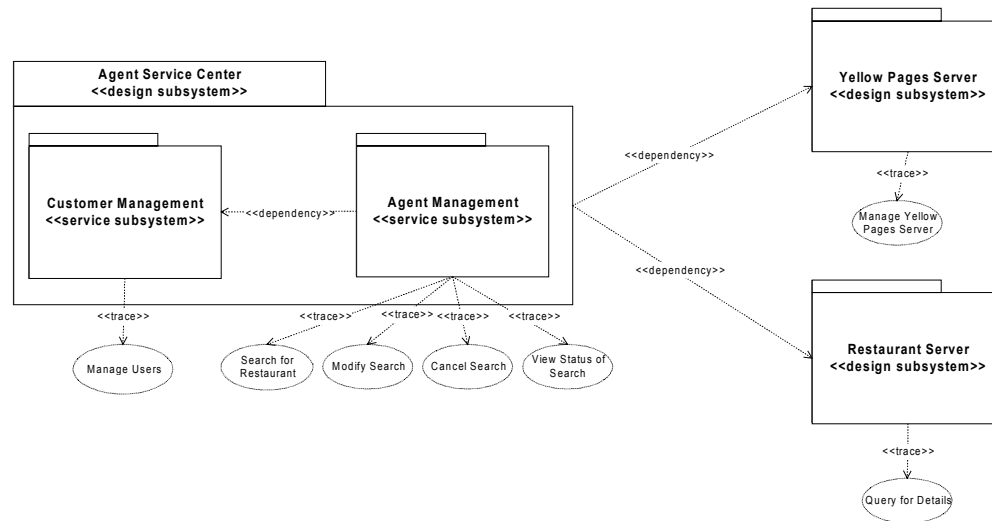 Agent Service Center
<<design subsystem>>
Customer Management
<<service subsystem>>
<<dependency>>
Agent Management
<<service subsystem>>
<<trace>>
Manage Users
<<trace>>
<<trace>>
<<trace>>
<<trace>>
Search for
Restaurant
Modify Search
Cancel Search
View Status of
Search
<<dependency>>
<<dependency>>
Yellow Pages Server
<<design subsystem>>
<<trace>>
Manage Yellow
Pages Server
Restaurant Server
<<design subsystem>>
<<trace>>
Query for Details